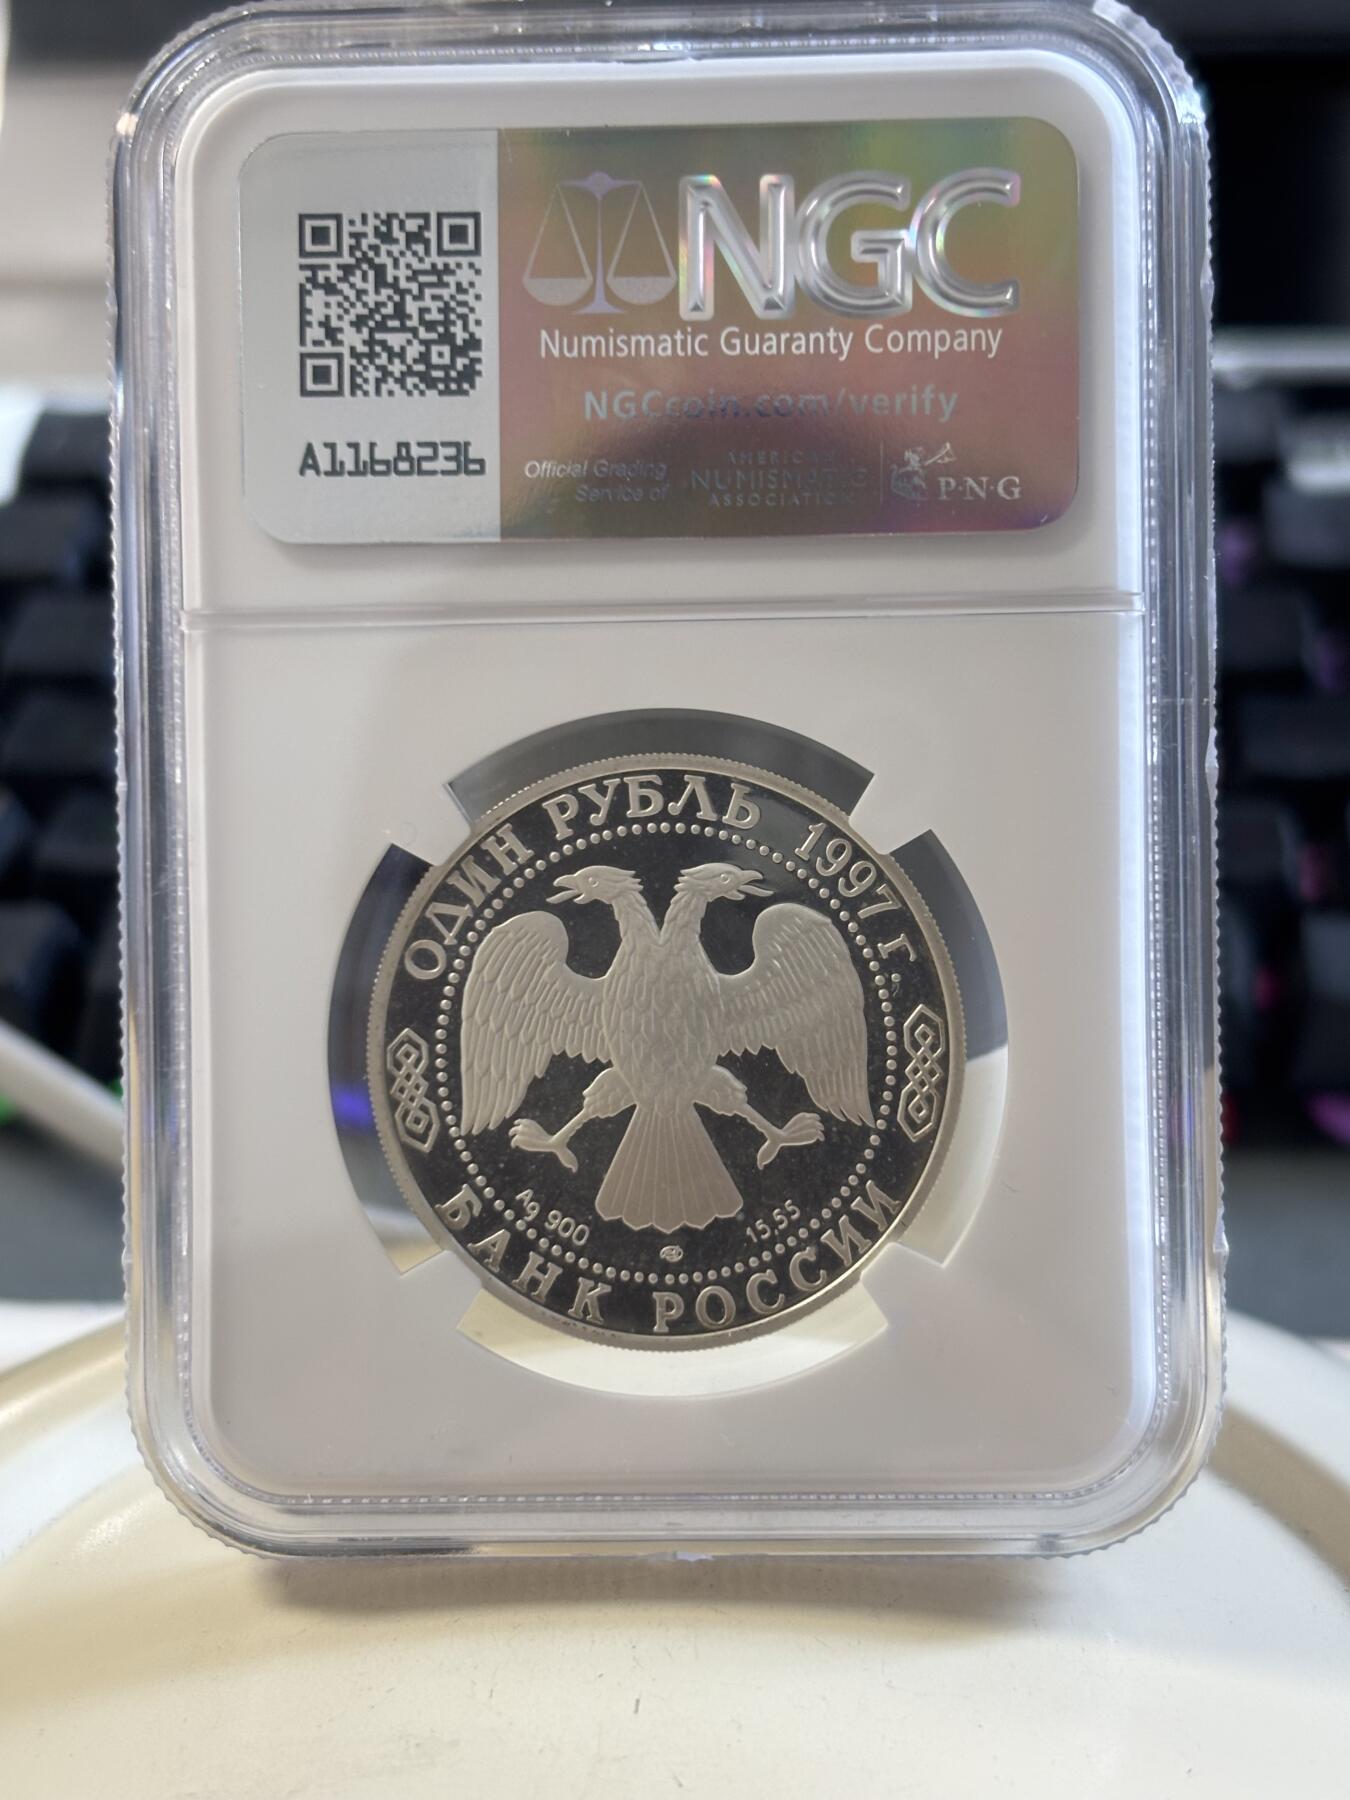 NGC
Numismatic Guaranty Company
NGCcoin.com/verify
A1168236
Official Grading
Service of
AMERICAN
NUMISMATIC
ASSOCIATION
P·N·G
ОДИН РУБЛЬ 1997 г.
Ag 900
15,55
БАНК РОССИИ